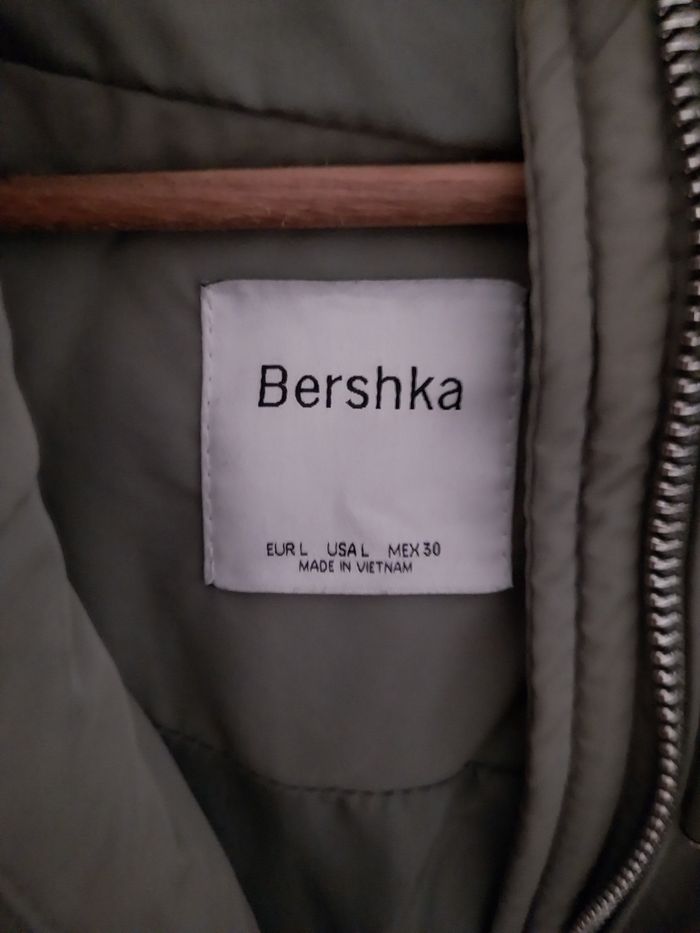 Bershka
EUR L USA L MEX 30
MADE IN VIETNAM